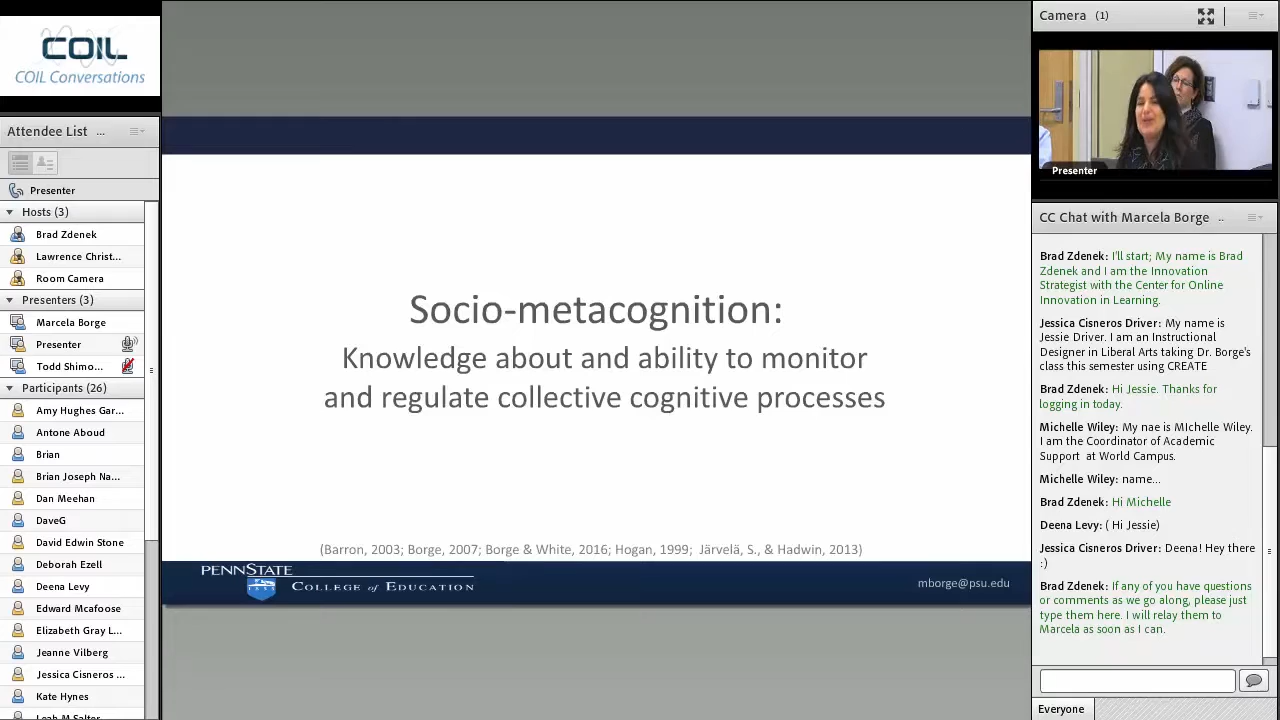 COIL
COIL Conversations
Attendee List ...
Presenter
Hosts (3)
Brad Zdenek
Lawrence Christ...
Room Camera
Presenters (3)
Marcela Borge
Presenter
Todd Shimo...
Participants (26)
Amy Hughes Gar...
Antone Aboud
Brian
Brian Joseph Na...
Dan Meehan
DaveG
David Edwin Stone
Deborah Ezell
Deena Levy
Edward Mcafoose
Elizabeth Gray L...
Jeanne Vilberg
Jessica Cisneros ...
Kate Hynes
Leah M Salter
Socio-metacognition:
Knowledge about and ability to monitor
and regulate collective cognitive processes
(Barron, 2003; Borge, 2007; Borge & White, 2016; Hogan, 1999; Järvelä, S., & Hadwin, 2013)
PENNSTATE
1855
COLLEGE of EDUCATION
mborge@psu.edu
Camera (1)
Presenter
CC Chat with Marcela Borge ..
Brad Zdenek: I'll start; My name is Brad
Zdenek and I am the Innovation
Strategist with the Center for Online
Innovation in Learning.
Jessica Cisneros Driver: My name is
Jessie Driver. I am an Instructional
Designer in Liberal Arts taking Dr. Borge's
class this semester using CREATE
Brad Zdenek: Hi Jessie. Thanks for
logging in today.
Michelle Wiley: My nae is MIchelle Wiley.
I am the Coordinator of Academic
Support at World Campus.
Michelle Wiley: name...
Brad Zdenek: Hi Michelle
Deena Levy: ( Hi Jessie)
Jessica Cisneros Driver: Deena! Hey there
:)
Brad Zdenek: If any of you have questions
or comments as we go along, please just
type them here. I will relay them to
Marcela as soon as I can.
Everyone